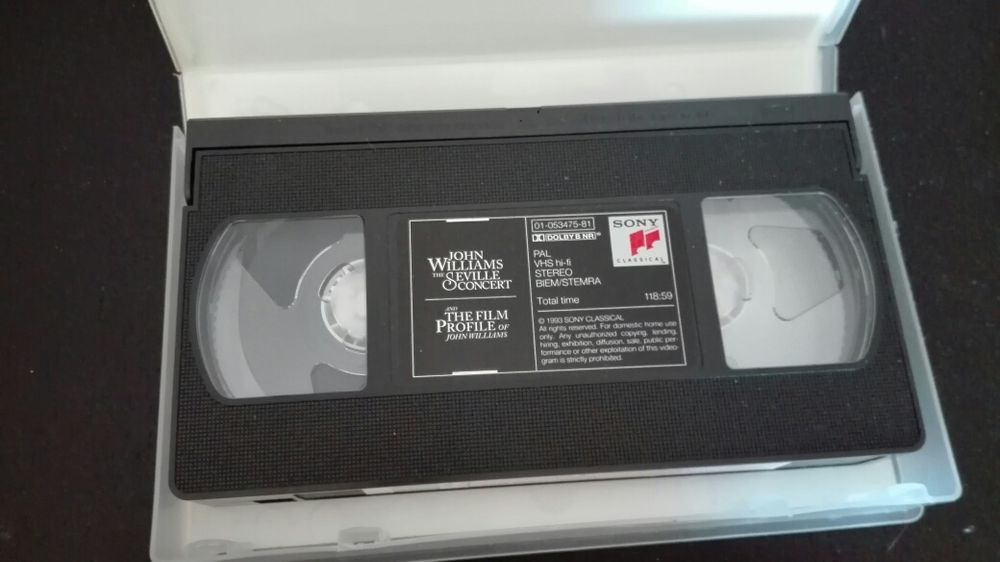 JOHN
WILLIAMS
THE SEVILLE
CONCERT
AND
THE FILM
PROFILE OF
JOHN WILLIAMS
01-053475-81
DOLBY B NR®
PAL
VHS hi-fi
STEREO
BIEM/STEMRA
Total time 118:59
SONY
CLASSICAL
© 1993 SONY CLASSICAL
All rights reserved. For domestic home use
only. Any unauthorized copying, lending,
hiring, exhibition, diffusion, sale, public per-
formance or other exploitation of this video-
gram is strictly prohibited.